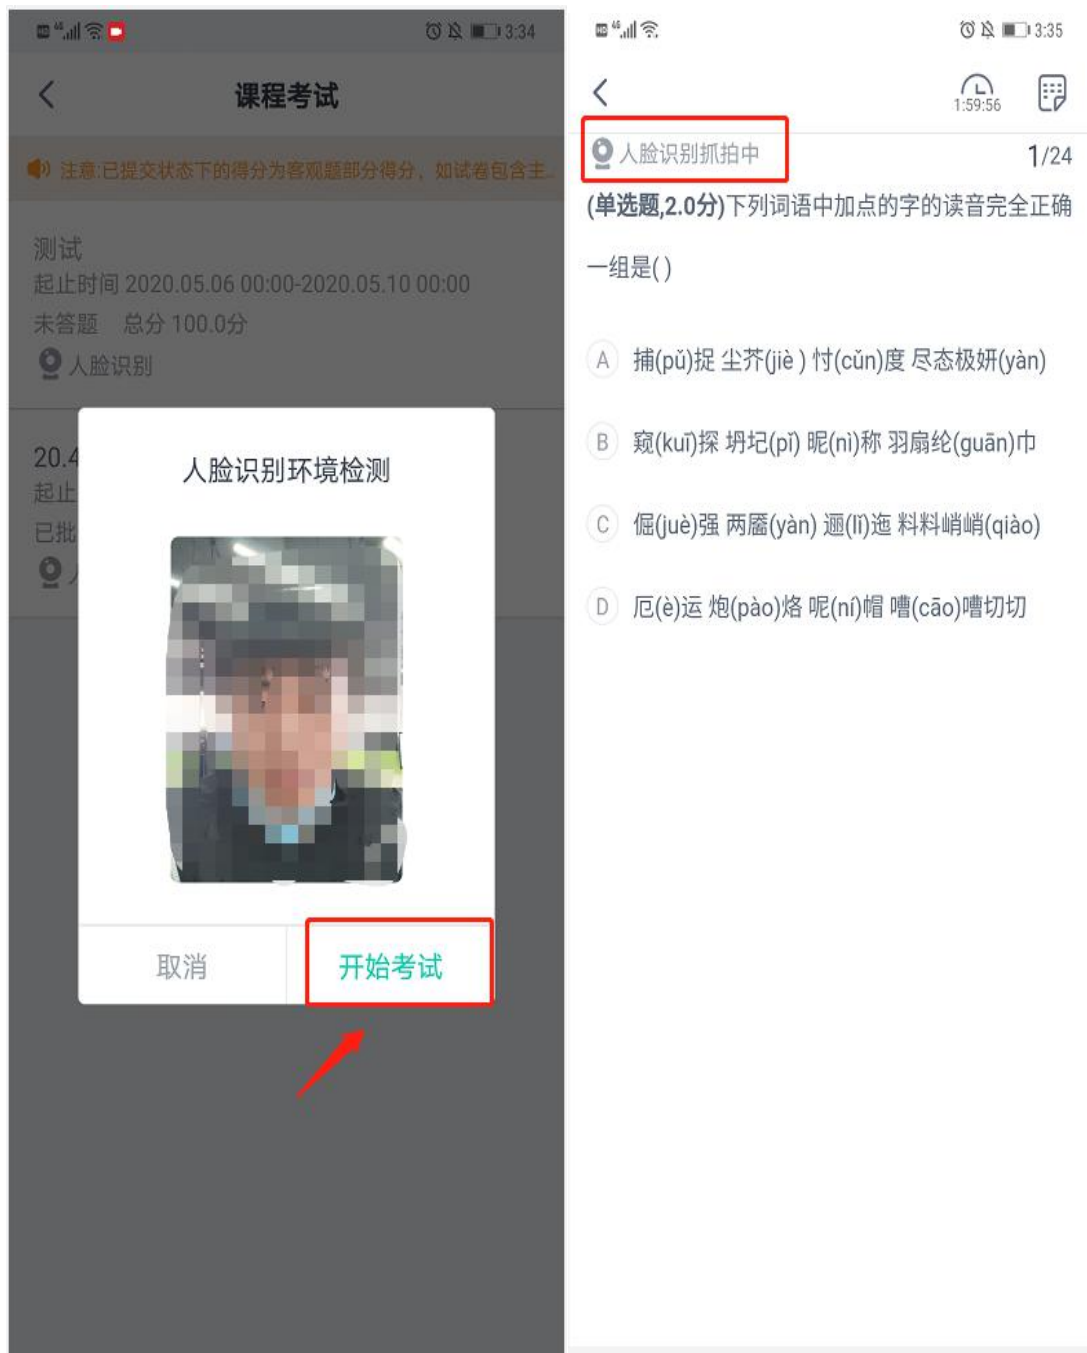 HD 4G 3:34
课程考试
注意:已提交状态下的得分为客观题部分得分，如试卷包含主...
测试
起止时间 2020.05.06 00:00-2020.05.10 00:00
未答题 总分 100.0分
人脸识别
20.4
起止
已批
人脸识别环境检测
取消 开始考试
HD 4G 3:35
1:59:56
人脸识别抓拍中 1/24
(单选题,2.0分)下列词语中加点的字的读音完全正确
一组是( )
A 捕(pǔ)捉 尘芥(jiè ) 忖(cǔn)度 尽态极妍(yàn)
B 窥(kuī)探 坍圮(pǐ) 昵(nì)称 羽扇纶(guān)巾
C 倔(juè)强 两靥(yàn) 逦(lǐ)迤 料料峭峭(qiào)
D 厄(è)运 炮(pào)烙 呢(ní)帽 嘈(cāo)嘈切切